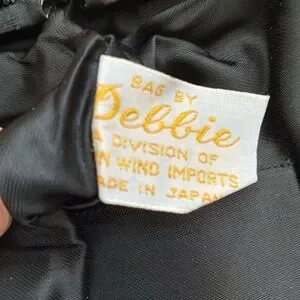 BAG BY
Debbie
A DIVISION OF
N WIND IMPORTS
ADE IN JAPAN